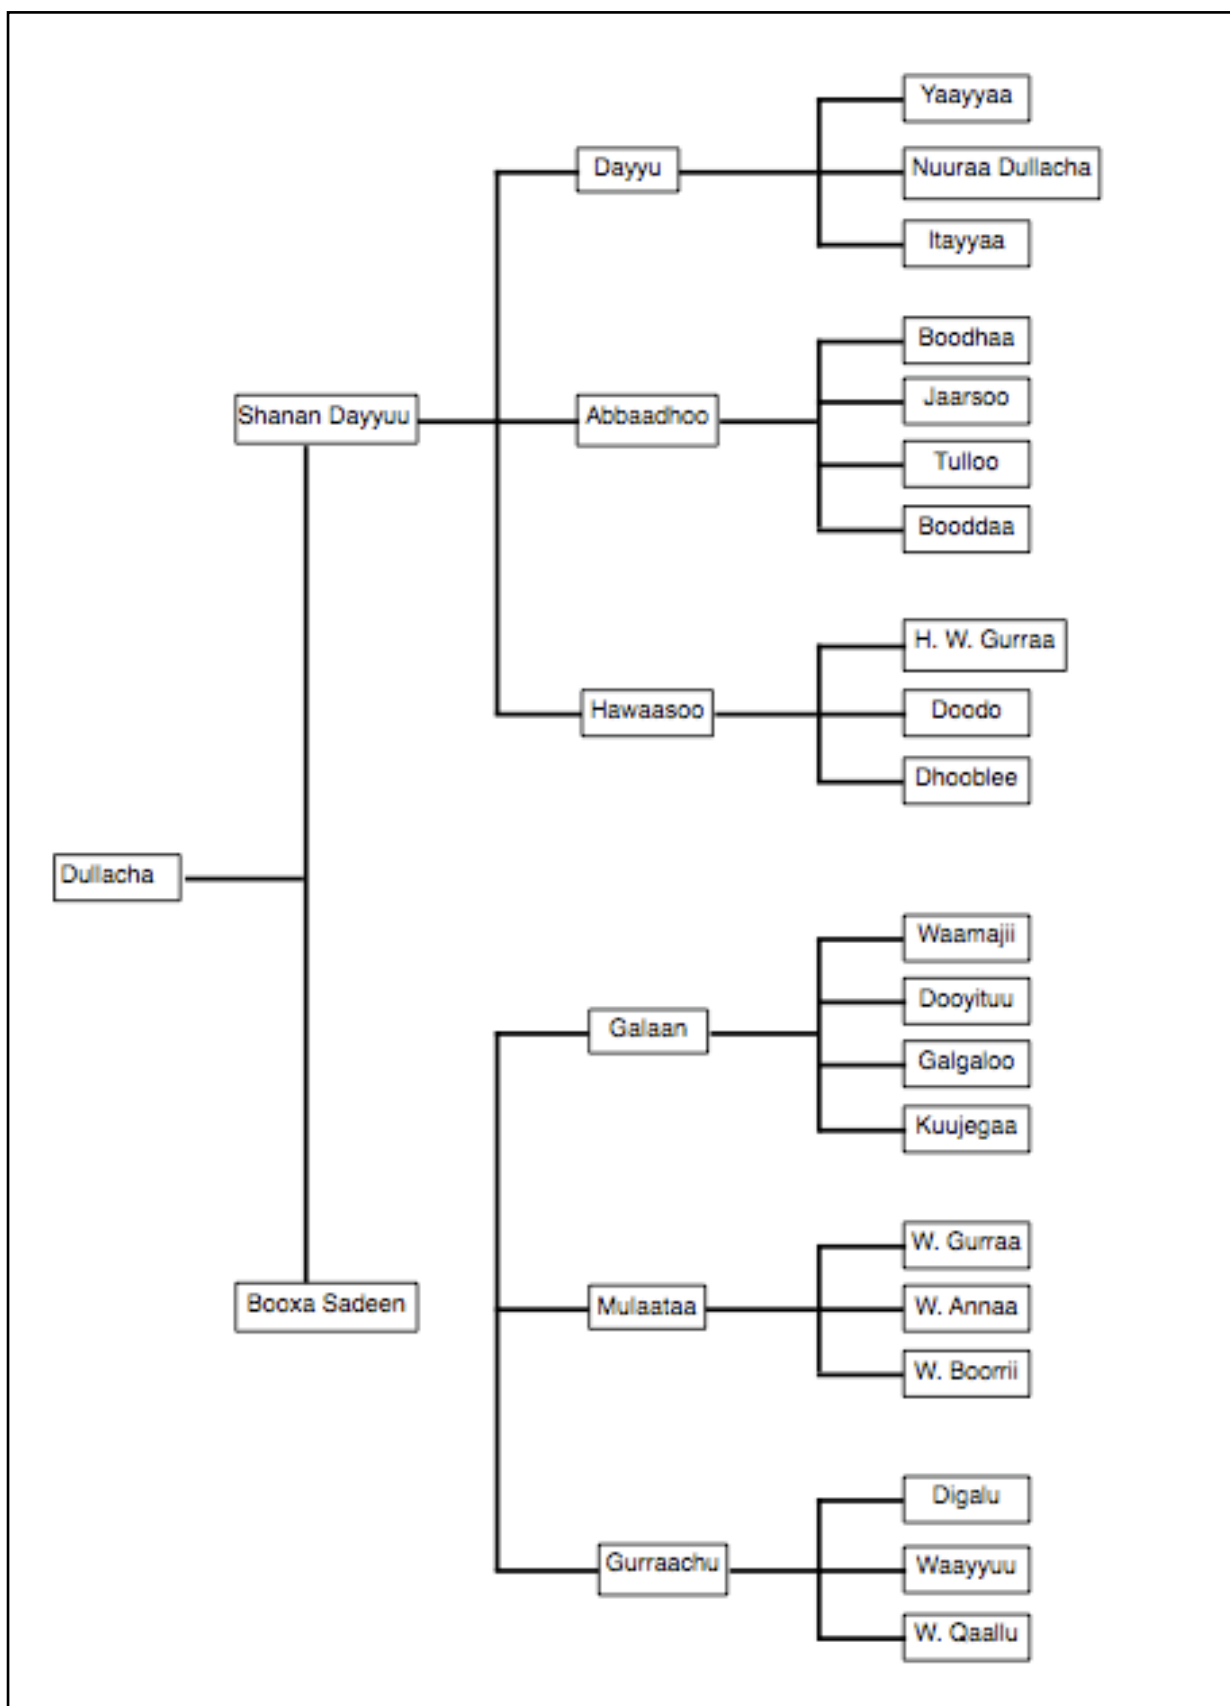 Yaayyaa
Dayyu
Nuuraa Dullacha
Itayyaa
Boodhaa
Jaarsoo
Shanan Dayyuu
Abbaadhoo
Tulloo
Booddaa
H. W. Gurraa
Hawaasoo
Doodo
Dhooblee
Dullacha
Waamajii
Dooyituu
Galaan
Galgaloo
Kuujegaa
W. Gurraa
Booxa Sadeen
Mulaataa
W. Annaa
W. Boorrii
Digalu
Gurraachu
Waayyuu
W. Qaallu